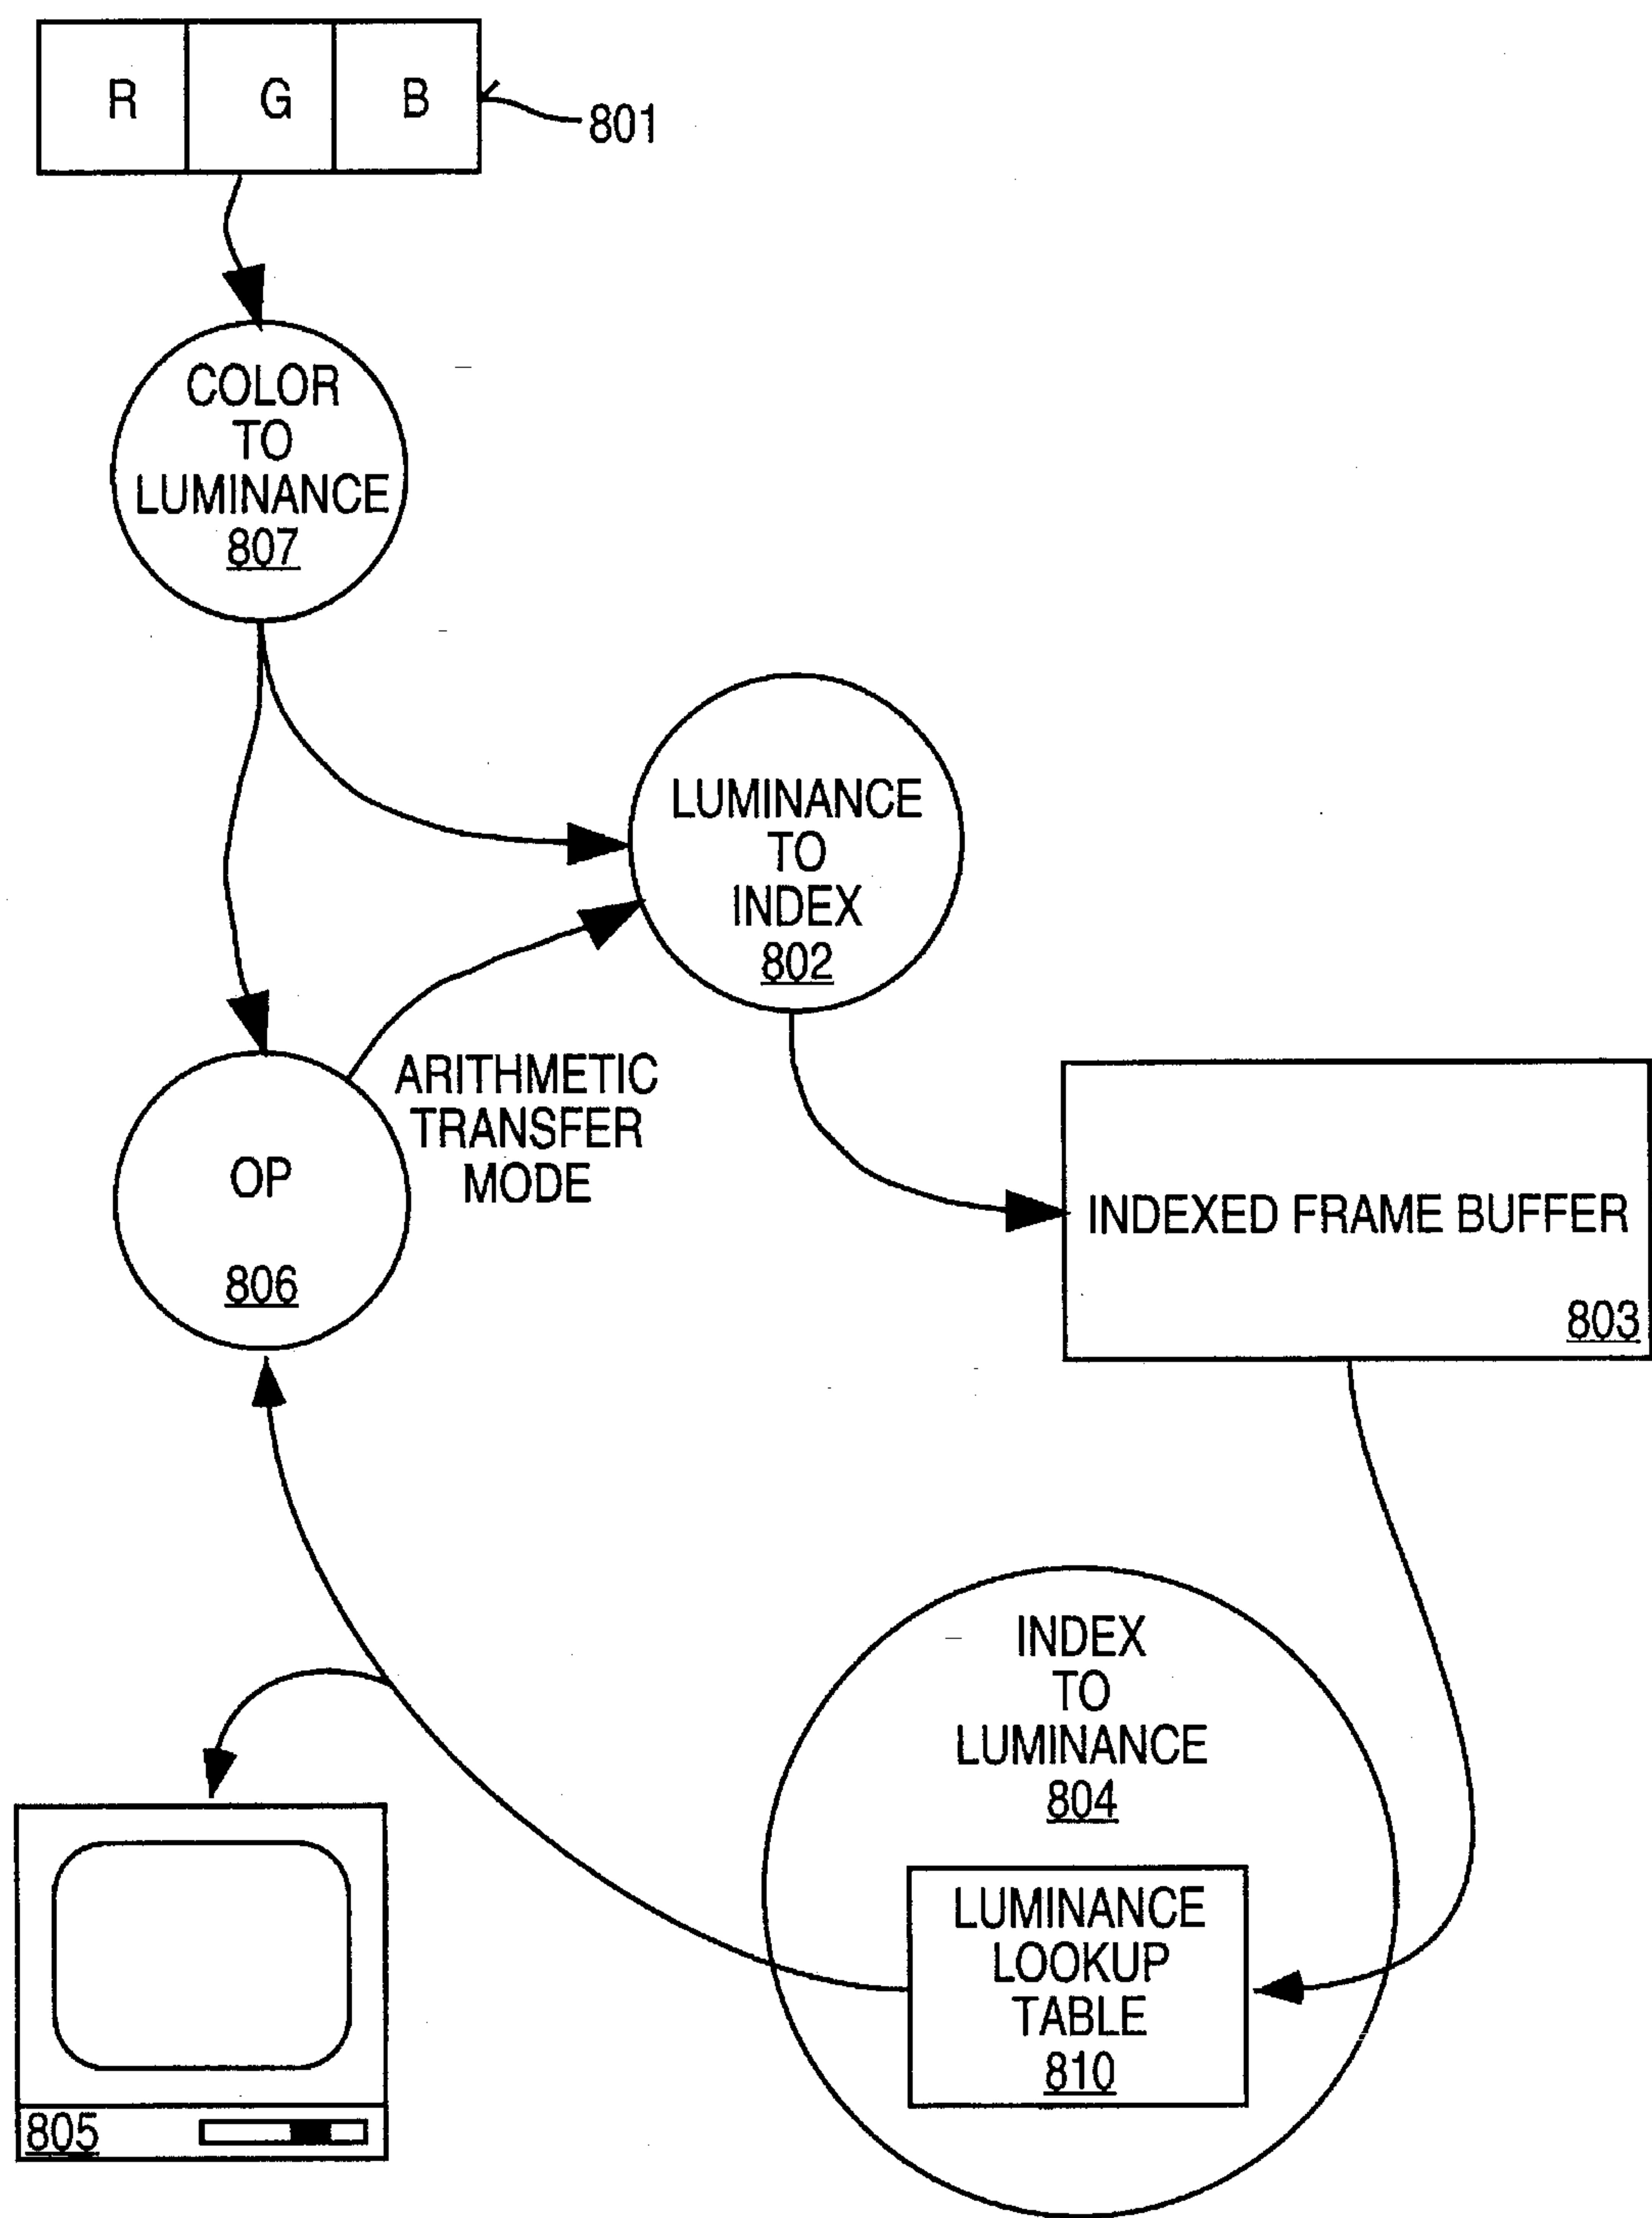 R G B
801
COLOR
TO
LUMINANCE
807
LUMINANCE
TO
INDEX
802
ARITHMETIC
TRANSFER
MODE
OP
806
INDEXED FRAME BUFFER
803
INDEX
TO
LUMINANCE
804
LUMINANCE
LOOKUP
TABLE
810
805